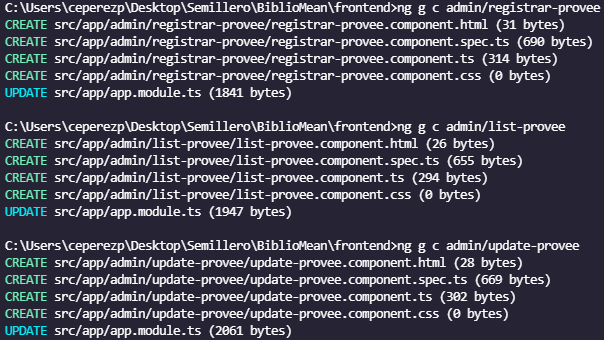 C:\Users\ceperezp\Desktop\Semillero\BiblioMean\frontend>ng g c admin/registrar-provee
CREATE src/app/admin/registrar-provee/registrar-provee.component.html (31 bytes)
CREATE src/app/admin/registrar-provee/registrar-provee.component.spec.ts (690 bytes)
CREATE src/app/admin/registrar-provee/registrar-provee.component.ts (314 bytes)
CREATE src/app/admin/registrar-provee/registrar-provee.component.css (0 bytes)
UPDATE src/app/app.module.ts (1841 bytes)
C:\Users\ceperezp\Desktop\Semillero\BiblioMean\frontend>ng g c admin/list-provee
CREATE src/app/admin/list-provee/list-provee.component.html (26 bytes)
CREATE src/app/admin/list-provee/list-provee.component.spec.ts (655 bytes)
CREATE src/app/admin/list-provee/list-provee.component.ts (294 bytes)
CREATE src/app/admin/list-provee/list-provee.component.css (0 bytes)
UPDATE src/app/app.module.ts (1947 bytes)
C:\Users\ceperezp\Desktop\Semillero\BiblioMean\frontend>ng g c admin/update-provee
CREATE src/app/admin/update-provee/update-provee.component.html (28 bytes)
CREATE src/app/admin/update-provee/update-provee.component.spec.ts (669 bytes)
CREATE src/app/admin/update-provee/update-provee.component.ts (302 bytes)
CREATE src/app/admin/update-provee/update-provee.component.css (0 bytes)
UPDATE src/app/app.module.ts (2061 bytes)